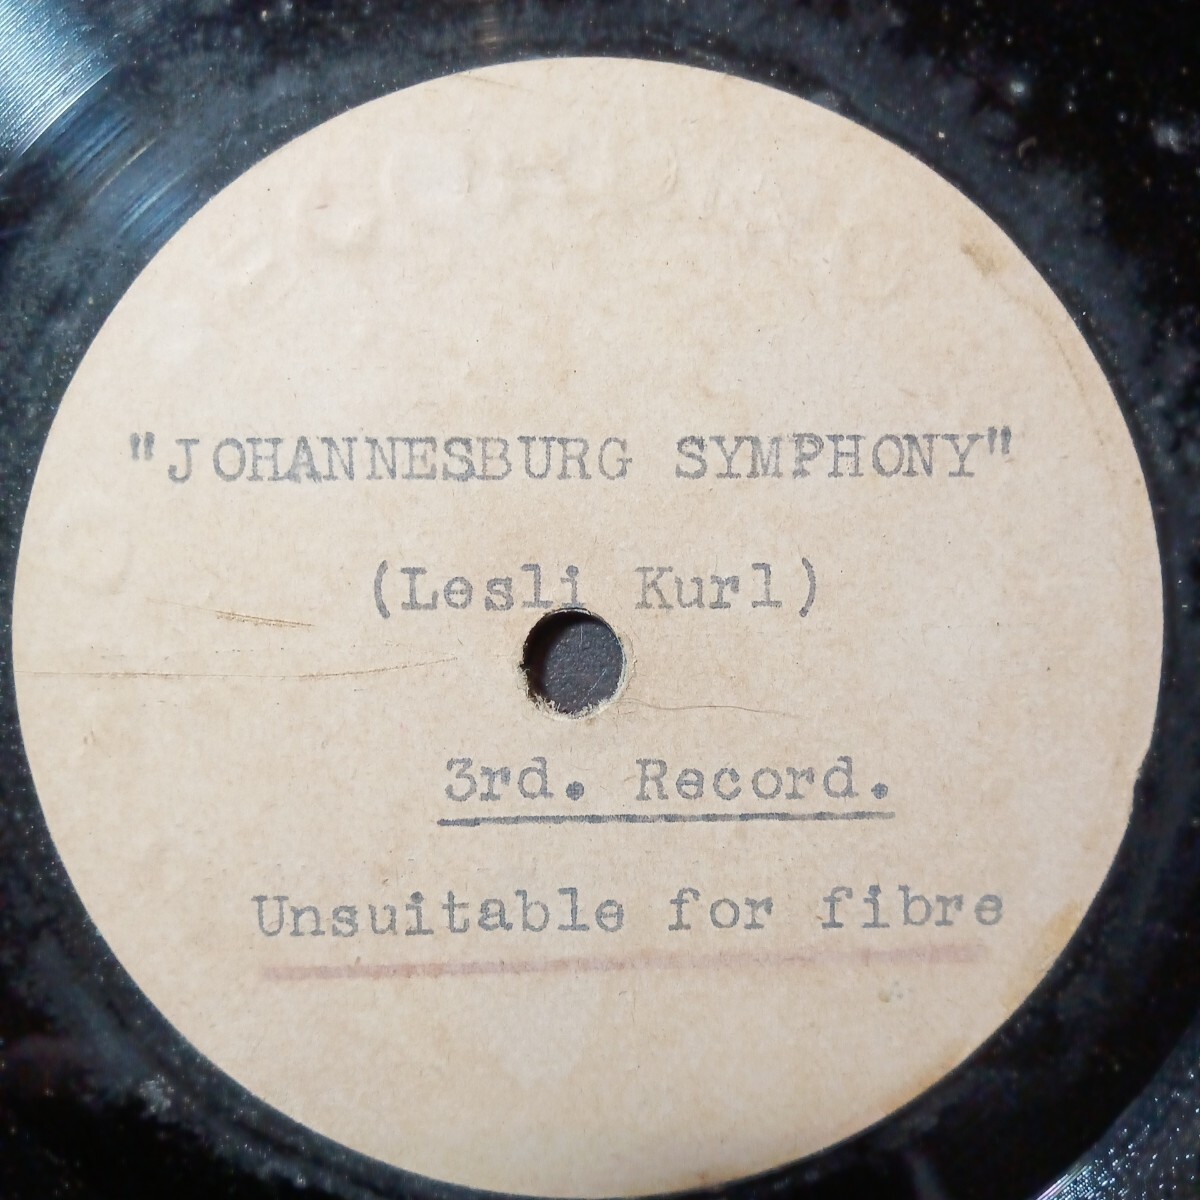 "JOHANNESBURG SYMPHONY"
(Lesli Kurl)
3rd. Record.
Unsuitable for fibre